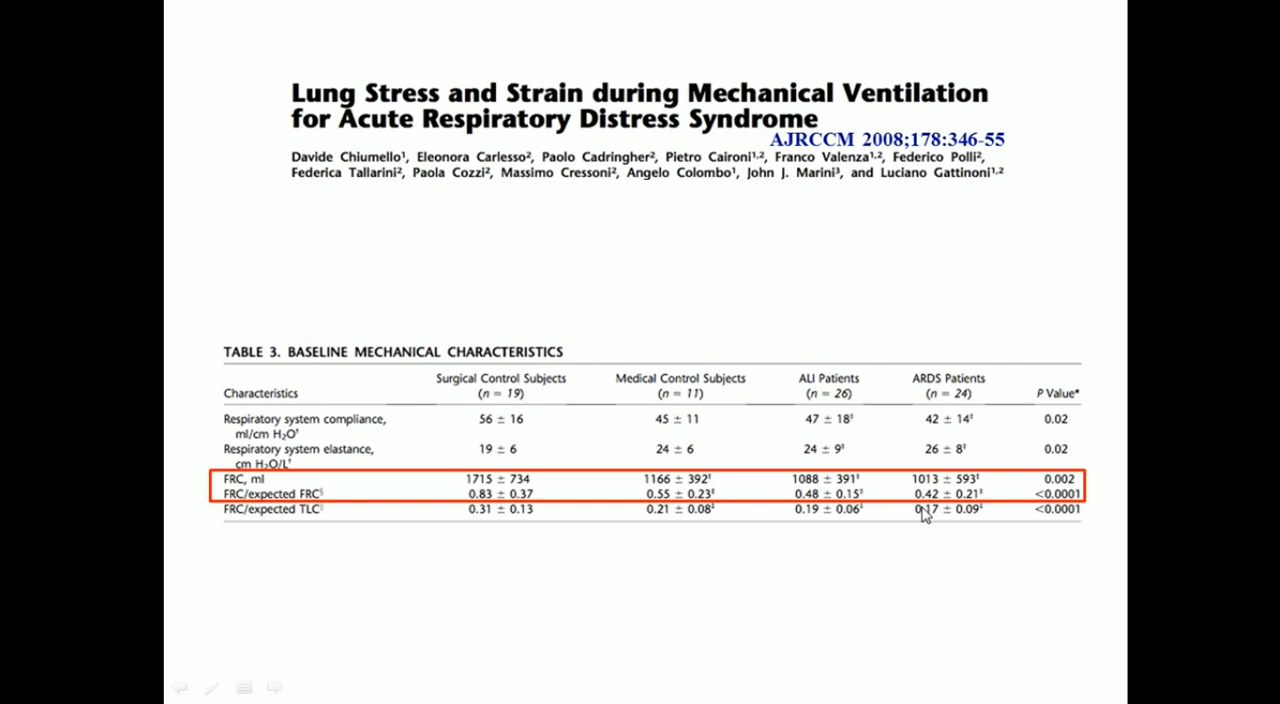 Lung Stress and Strain during Mechanical Ventilation
for Acute Respiratory Distress Syndrome
AJRCCM 2008;178:346-55
Davide Chiumello¹, Eleonora Carlesso², Paolo Cadringher², Pietro Caironi¹,², Franco Valenza¹,², Federico Polli²,
Federica Tallarini², Paola Cozzi², Massimo Cressoni², Angelo Colombo¹, John J. Marini³, and Luciano Gattinoni¹,²
TABLE 3. BASELINE MECHANICAL CHARACTERISTICS
Surgical Control Subjects Medical Control Subjects ALI Patients ARDS Patients
Characteristics (n = 19) (n = 11) (n = 26) (n = 24) P Value*
Respiratory system compliance, 56 ± 16 45 ± 11 47 ± 18‡ 42 ± 14‡ 0.02
ml/cm H₂O†
Respiratory system elastance, 19 ± 6 24 ± 6 24 ± 9‡ 26 ± 8‡ 0.02
cm H₂O/L†
FRC, ml 1715 ± 734 1166 ± 392‡ 1088 ± 391‡ 1013 ± 593‡ 0.002
FRC/expected FRC§ 0.83 ± 0.37 0.55 ± 0.23‡ 0.48 ± 0.15‡ 0.42 ± 0.21‡ <0.0001
FRC/expected TLC‖ 0.31 ± 0.13 0.21 ± 0.08‡ 0.19 ± 0.06‡ 0.17 ± 0.09‡ <0.0001